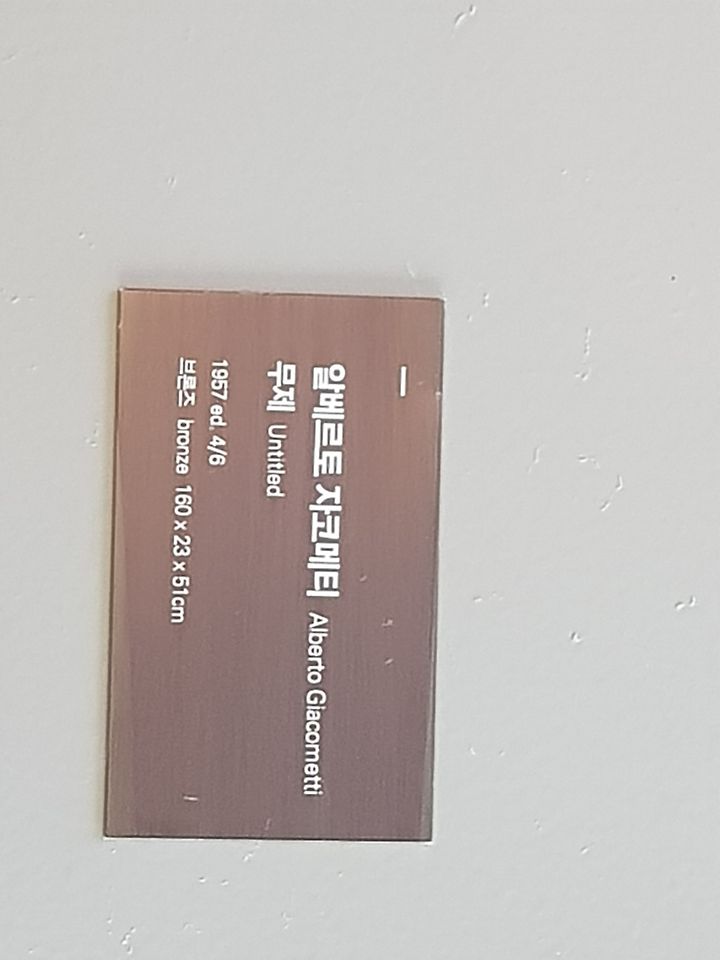 알베르토 자코메티 Alberto Giacometti
무제 Untitled
1957 ed. 4/6
브론즈 bronze 160 x 23 x 51cm